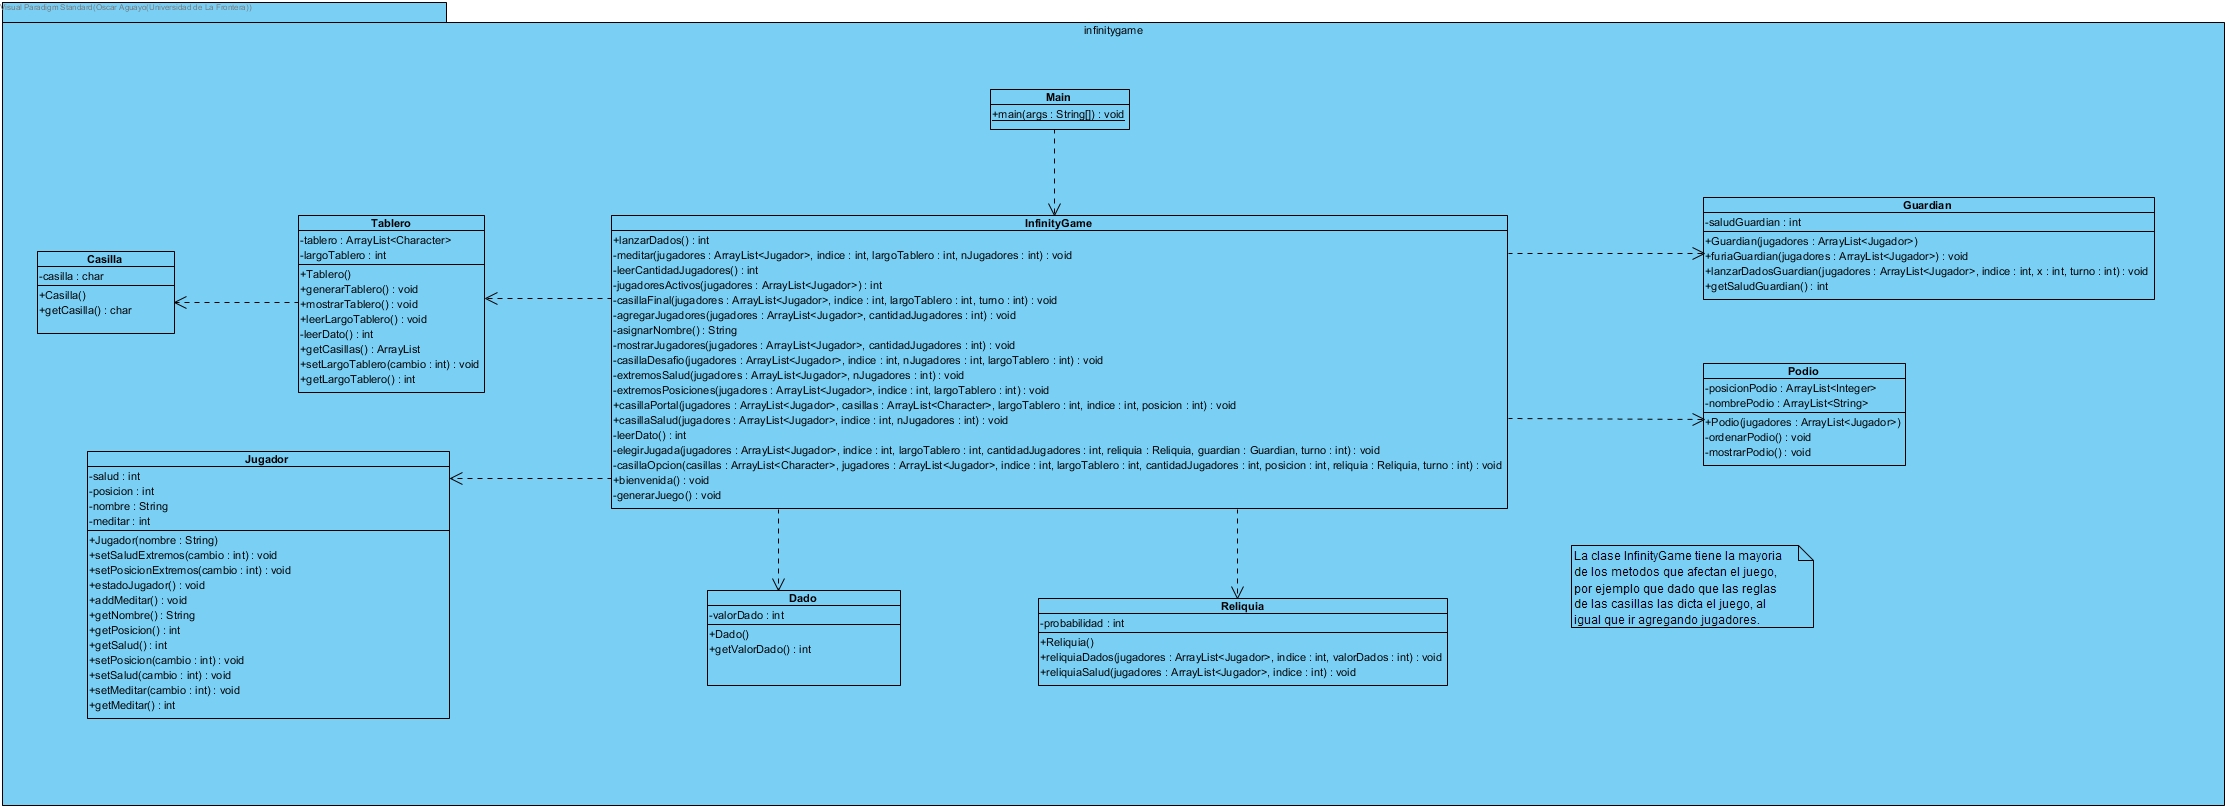 Visual Paradigm Standard(Oscar Aguayo(Universidad de La Frontera))
infinitygame
Main
+main(args : String[]) : void
Casilla
-casilla : char
+Casilla()
+getCasilla() : char
Tablero
-tablero : ArrayList<Character>
-largoTablero : int
+Tablero()
+generarTablero() : void
+mostrarTablero() : void
+leerLargoTablero() : void
-leerDato() : int
+getCasillas() : ArrayList
+setLargoTablero(cambio : int) : void
+getLargoTablero() : int
InfinityGame
+lanzarDados() : int
-meditar(jugadores : ArrayList<Jugador>, indice : int, largoTablero : int, nJugadores : int) : void
-leerCantidadJugadores() : int
-jugadoresActivos(jugadores : ArrayList<Jugador>) : int
-casillaFinal(jugadores : ArrayList<Jugador>, indice : int, largoTablero : int, turno : int) : void
-agregarJugadores(jugadores : ArrayList<Jugador>, cantidadJugadores : int) : void
-asignarNombre() : String
-mostrarJugadores(jugadores : ArrayList<Jugador>, cantidadJugadores : int) : void
-casillaDesafio(jugadores : ArrayList<Jugador>, indice : int, nJugadores : int, largoTablero : int) : void
-extremosSalud(jugadores : ArrayList<Jugador>, nJugadores : int) : void
-extremosPosiciones(jugadores : ArrayList<Jugador>, indice : int, largoTablero : int) : void
+casillaPortal(jugadores : ArrayList<Jugador>, casillas : ArrayList<Character>, largoTablero : int, indice : int, posicion : int) : void
+casillaSalud(jugadores : ArrayList<Jugador>, indice : int, nJugadores : int) : void
-leerDato() : int
-elegirJugada(jugadores : ArrayList<Jugador>, indice : int, largoTablero : int, cantidadJugadores : int, reliquia : Reliquia, guardian : Guardian, turno : int) : void
-casillaOpcion(casillas : ArrayList<Character>, jugadores : ArrayList<Jugador>, indice : int, largoTablero : int, cantidadJugadores : int, posicion : int, reliquia : Reliquia, turno : int) : void
+bienvenida() : void
-generarJuego() : void
Guardian
-saludGuardian : int
+Guardian(jugadores : ArrayList<Jugador>)
+furiaGuardian(jugadores : ArrayList<Jugador>) : void
+lanzarDadosGuardian(jugadores : ArrayList<Jugador>, indice : int, x : int, turno : int) : void
+getSaludGuardian() : int
Podio
-posicionPodio : ArrayList<Integer>
-nombrePodio : ArrayList<String>
+Podio(jugadores : ArrayList<Jugador>)
-ordenarPodio() : void
-mostrarPodio() : void
Jugador
-salud : int
-posicion : int
-nombre : String
-meditar : int
+Jugador(nombre : String)
+setSaludExtremos(cambio : int) : void
+setPosicionExtremos(cambio : int) : void
+estadoJugador() : void
+addMeditar() : void
+getNombre() : String
+getPosicion() : int
+getSalud() : int
+setPosicion(cambio : int) : void
+setSalud(cambio : int) : void
+setMeditar(cambio : int) : void
+getMeditar() : int
Dado
-valorDado : int
+Dado()
+getValorDado() : int
Reliquia
-probabilidad : int
+Reliquia()
+reliquiaDados(jugadores : ArrayList<Jugador>, indice : int, valorDados : int) : void
+reliquiaSalud(jugadores : ArrayList<Jugador>, indice : int) : void
La clase InfinityGame tiene la mayoria
de los metodos que afectan el juego,
por ejemplo que dado que las reglas
de las casillas las dicta el juego, al
igual que ir agregando jugadores.